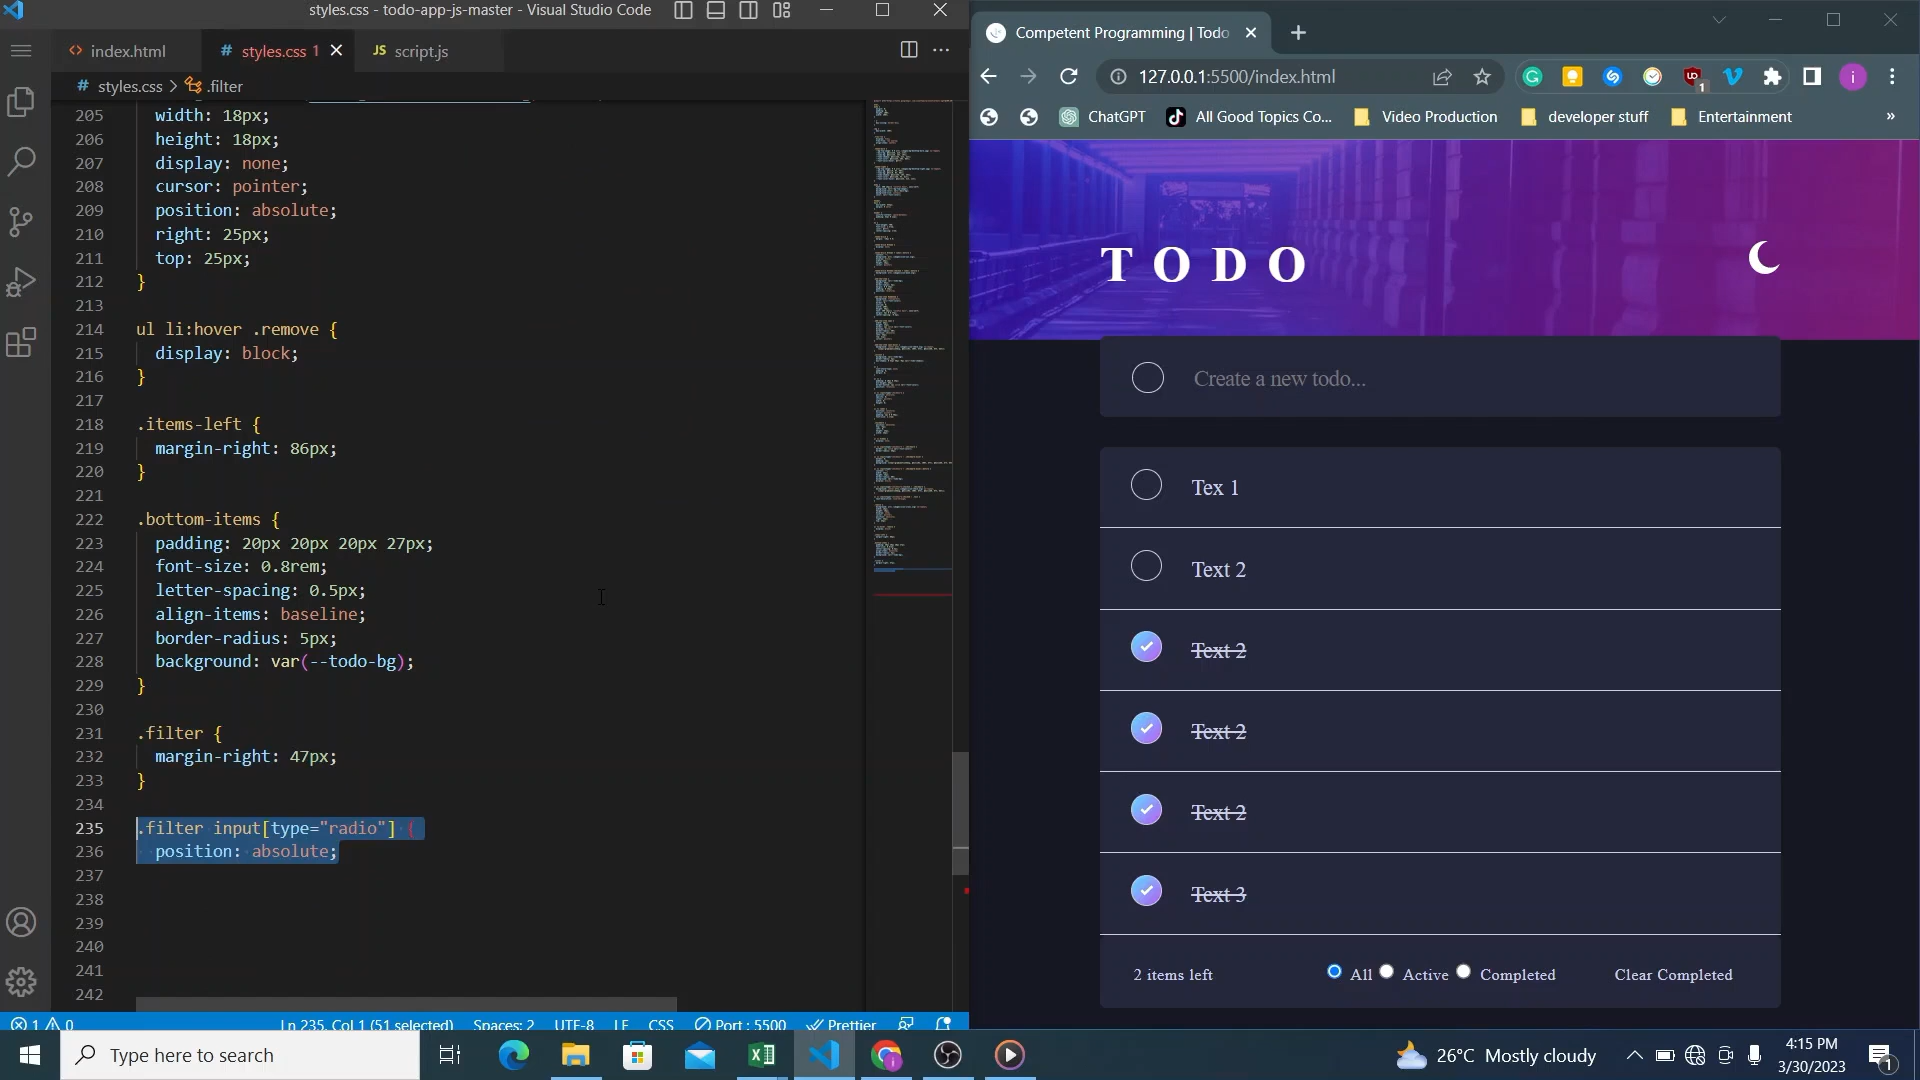 styles.css - todo-app-js-master - Visual Studio Code
index.html
# styles.css 1
JS script.js
# styles.css > .filter
205 width: 18px;
206 height: 18px;
207 display: none;
208 cursor: pointer;
209 position: absolute;
210 right: 25px;
211 top: 25px;
212 }
213
214 ul li:hover .remove {
215 display: block;
216 }
217
218 .items-left {
219 margin-right: 86px;
220 }
221
222 .bottom-items {
223 padding: 20px 20px 20px 27px;
224 font-size: 0.8rem;
225 letter-spacing: 0.5px;
226 align-items: baseline;
227 border-radius: 5px;
228 background: var(--todo-bg);
229 }
230
231 .filter {
232 margin-right: 47px;
233 }
234
235 .filter input[type="radio"] {
236 position: absolute;
237
238
239
240
241
242
1 0 Ln 235, Col 1 (51 selected) Spaces: 2 UTF-8 LF CSS Port : 5500 Prettier
Competent Programming | Todo
127.0.0.1:5500/index.html
ChatGPT
All Good Topics Co...
Video Production
developer stuff
Entertainment
»
TODO
Create a new todo...
Tex 1
Text 2
Text 2
Text 2
Text 2
Text 3
2 items left
All
Active
Completed
Clear Completed
Type here to search
26°C Mostly cloudy
4:15 PM
3/30/2023
1